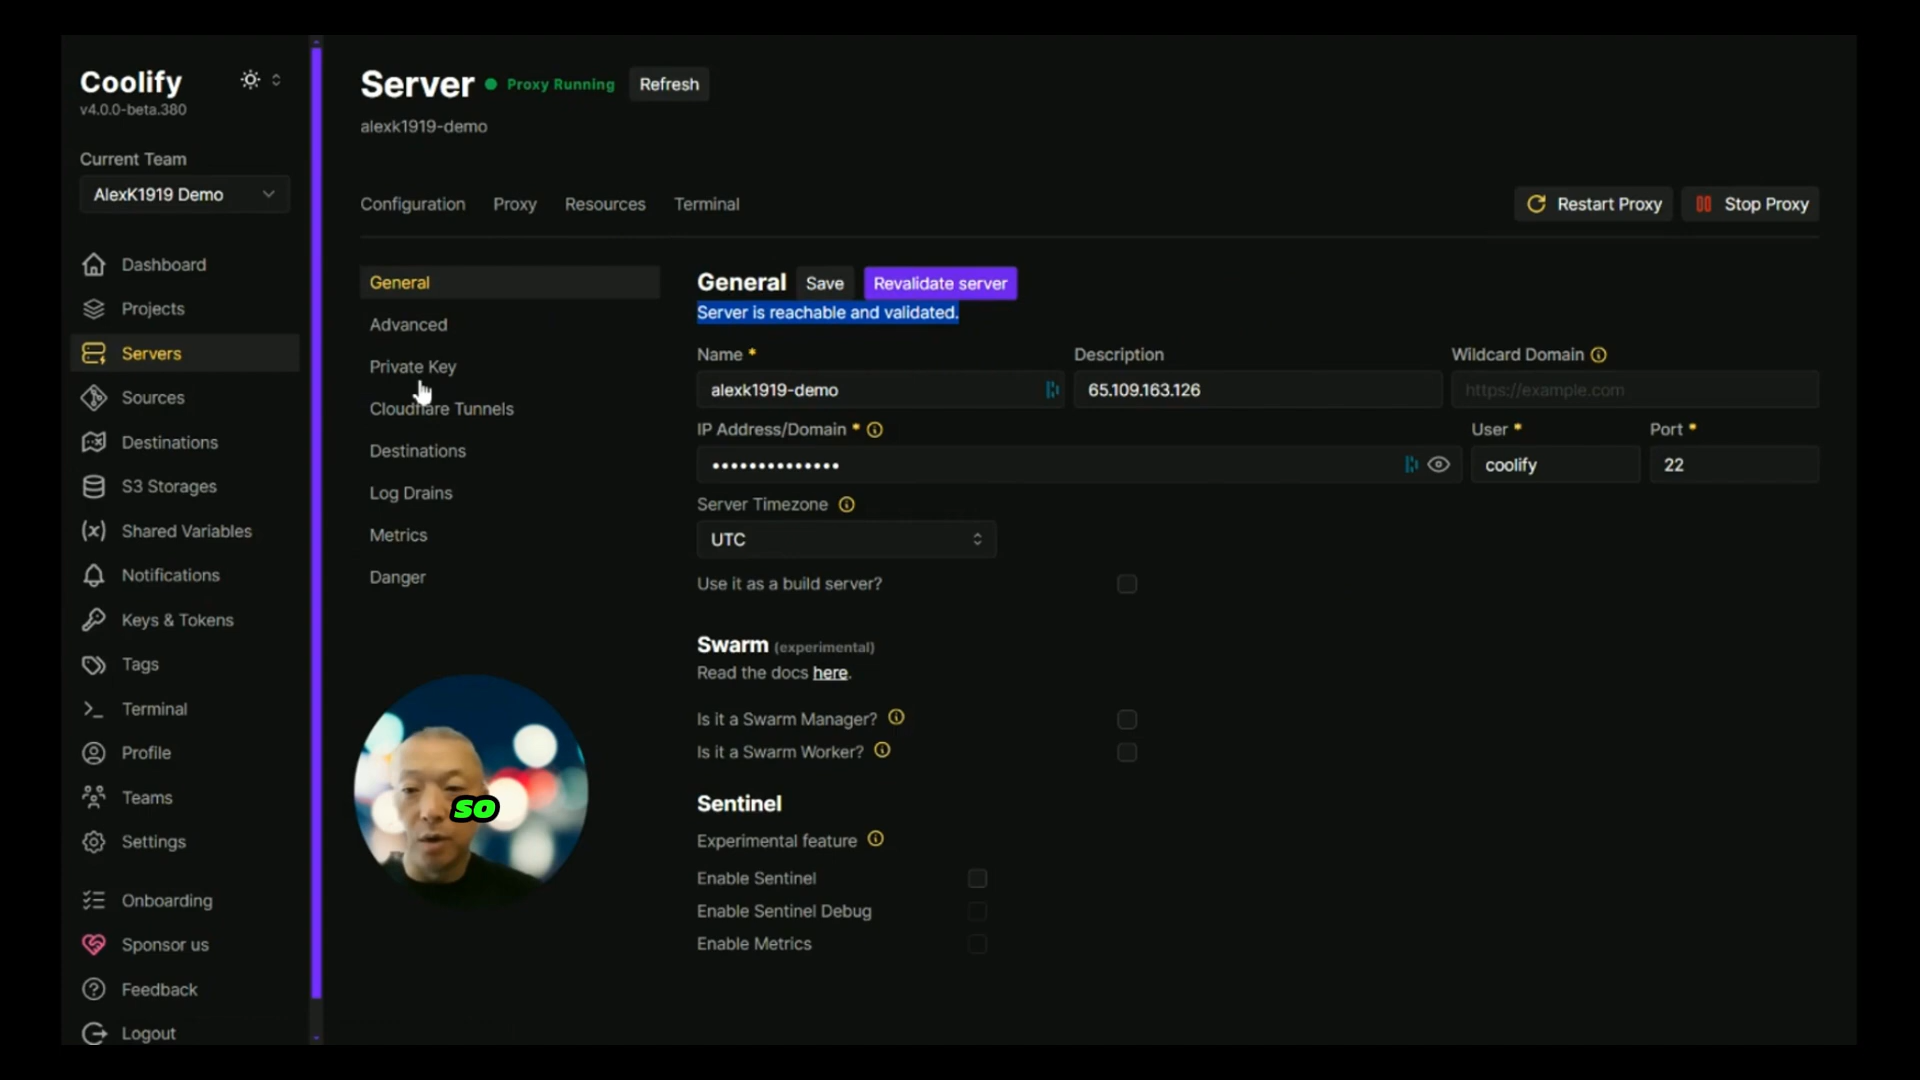 Coolify
v4.0.0-beta.380
Current Team
AlexK1919 Demo
Dashboard
Projects
Servers
Sources
Destinations
S3 Storages
Shared Variables
Notifications
Keys & Tokens
Tags
Terminal
Profile
Teams
Settings
Onboarding
Sponsor us
Feedback
Logout
Server Proxy Running Refresh
alexk1919-demo
Configuration Proxy Resources Terminal
Restart Proxy Stop Proxy
General
Advanced
Private Key
Cloudflare Tunnels
Destinations
Log Drains
Metrics
Danger
so
General Save Revalidate server
Server is reachable and validated.
Name * Description Wildcard Domain
alexk1919-demo 65.109.163.126 https://example.com
IP Address/Domain * User * Port *
•••••••••••••• coolify 22
Server Timezone
UTC
Use it as a build server?
Swarm (experimental)
Read the docs here.
Is it a Swarm Manager?
Is it a Swarm Worker?
Sentinel
Experimental feature
Enable Sentinel
Enable Sentinel Debug
Enable Metrics